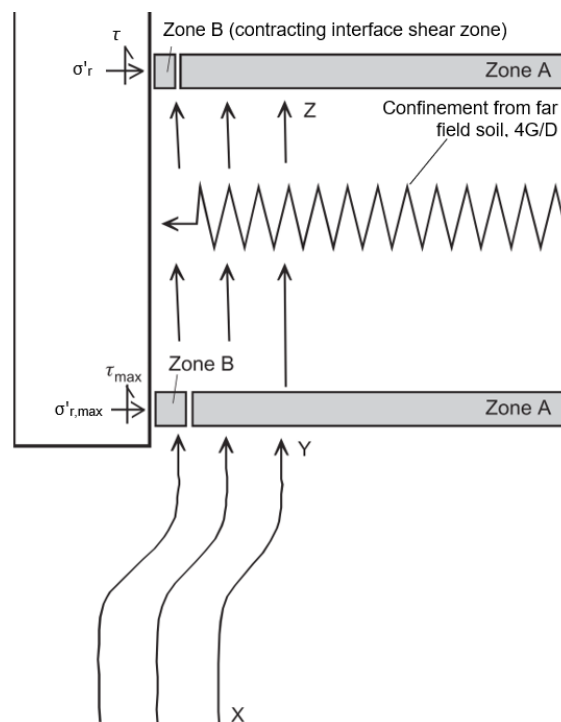 τ
Zone B (contracting interface shear zone)
σ'r
Zone A
Z
Confinement from far
field soil, 4G/D
Zone B
τmax
σ'r,max
Zone A
Y
X